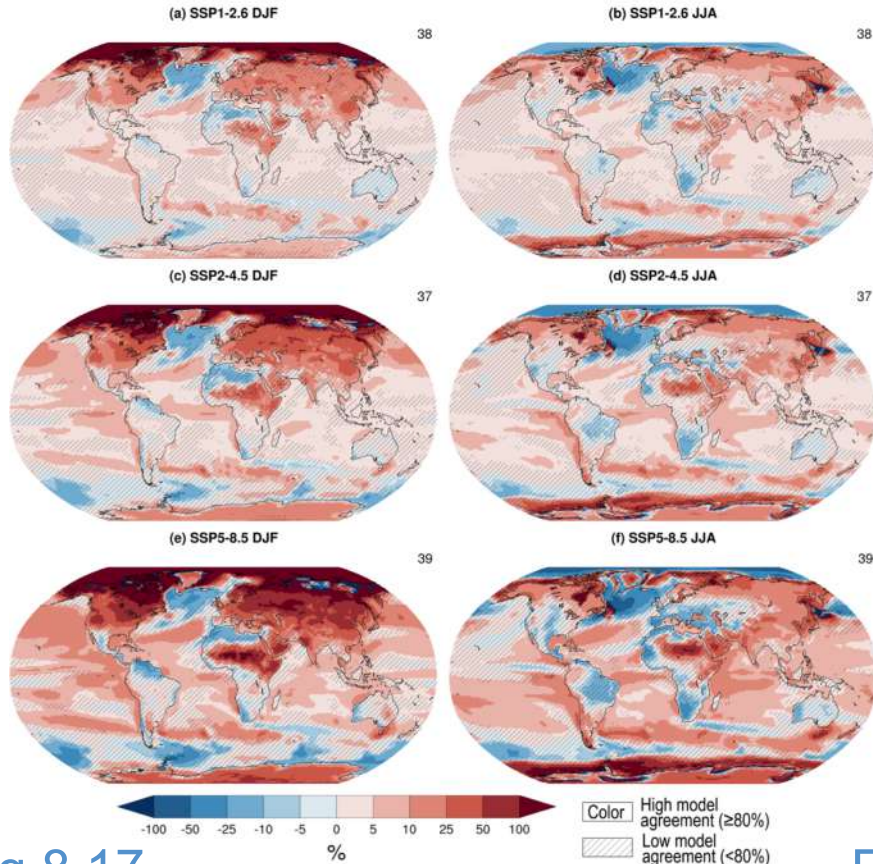 (a) SSP1-2.6 DJF
38
(b) SSP1-2.6 JJA
38
(c) SSP2-4.5 DJF
37
(d) SSP2-4.5 JJA
37
(e) SSP5-8.5 DJF
39
(f) SSP5-8.5 JJA
39
-100 -50 -25 -10 -5 0 5 10 25 50 100
%
Color
High model
agreement (≥80%)
Low model
agreement (<80%)